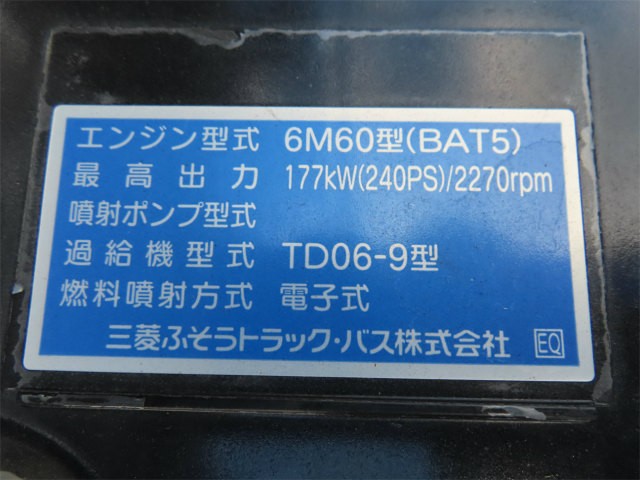 エンジン型式 6M60型(BAT5)
最高出力 177kW(240PS)/2270rpm
噴射ポンプ型式
過給機型式 TD06-9型
燃料噴射方式 電子式
三菱ふそうトラック・バス株式会社 EQ